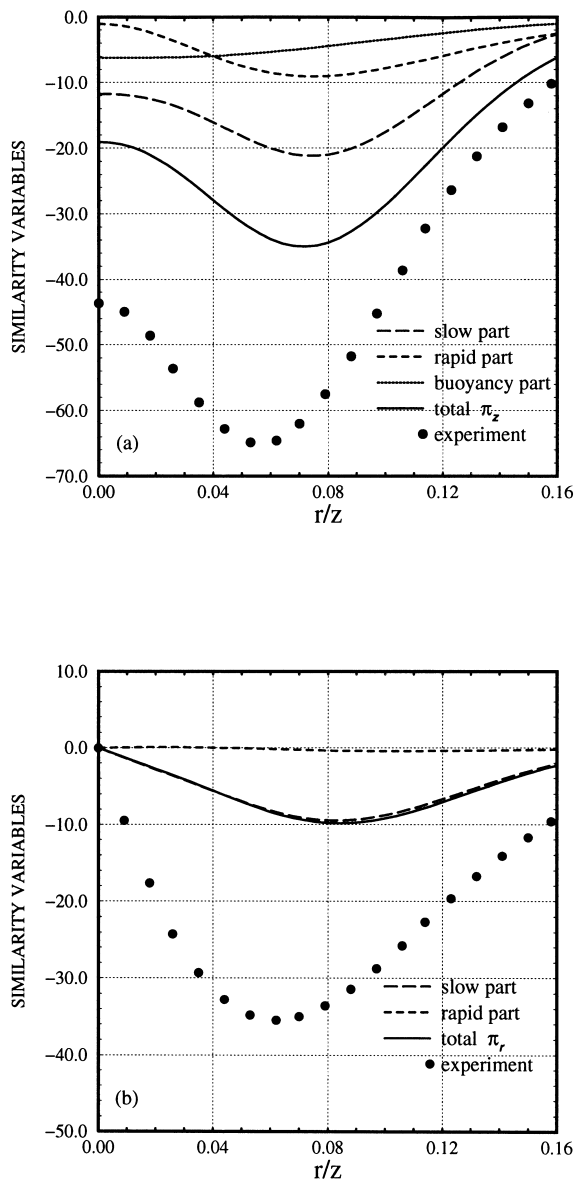 0.0
-10.0
-20.0
-30.0
-40.0
-50.0
-60.0
-70.0
SIMILARITY VARIABLES
slow part
rapid part
buoyancy part
total π_z
experiment
(a)
0.00 0.04 0.08 0.12 0.16
r/z
10.0
0.0
-10.0
-20.0
-30.0
-40.0
-50.0
SIMILARITY VARIABLES
slow part
rapid part
total π_r
experiment
(b)
0.00 0.04 0.08 0.12 0.16
r/z